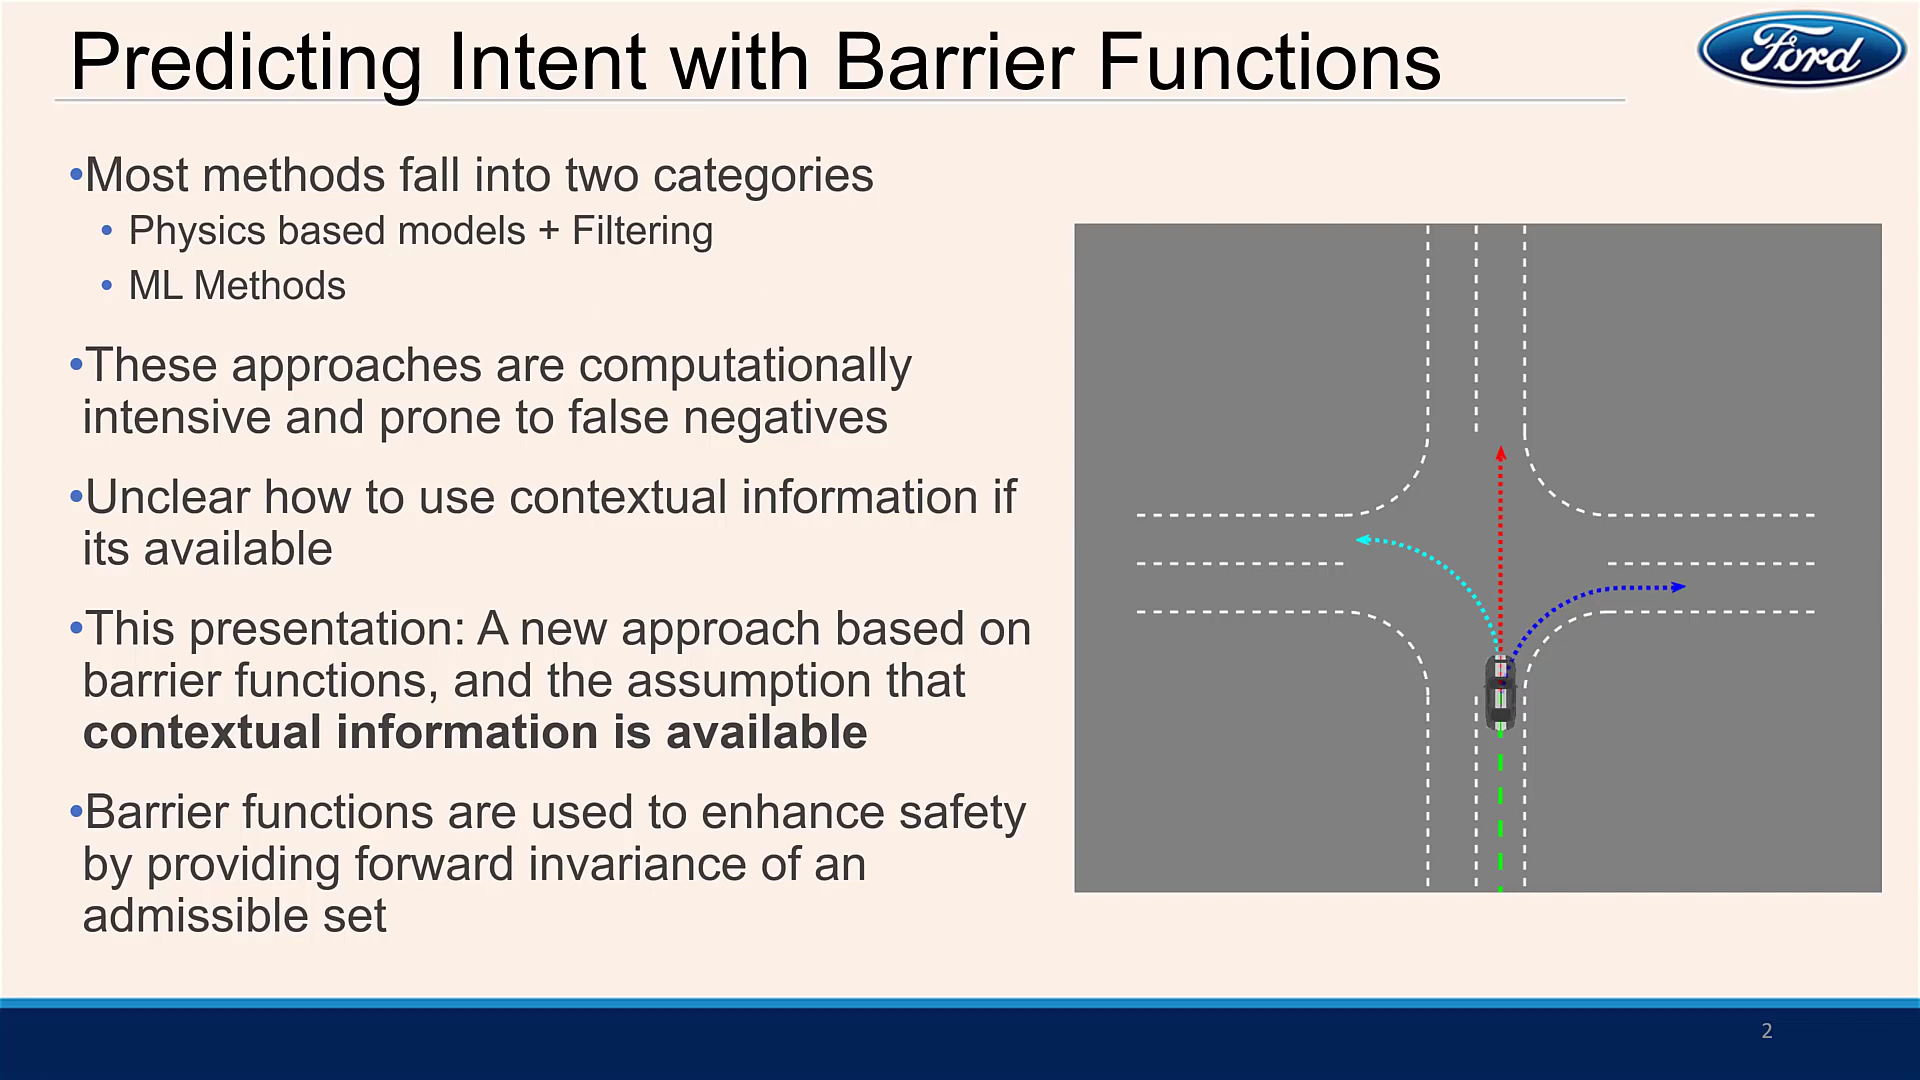 Predicting Intent with Barrier Functions
Ford
•Most methods fall into two categories
• Physics based models + Filtering
• ML Methods
•These approaches are computationally
intensive and prone to false negatives
•Unclear how to use contextual information if
its available
•This presentation: A new approach based on
barrier functions, and the assumption that
contextual information is available
•Barrier functions are used to enhance safety
by providing forward invariance of an
admissible set
2